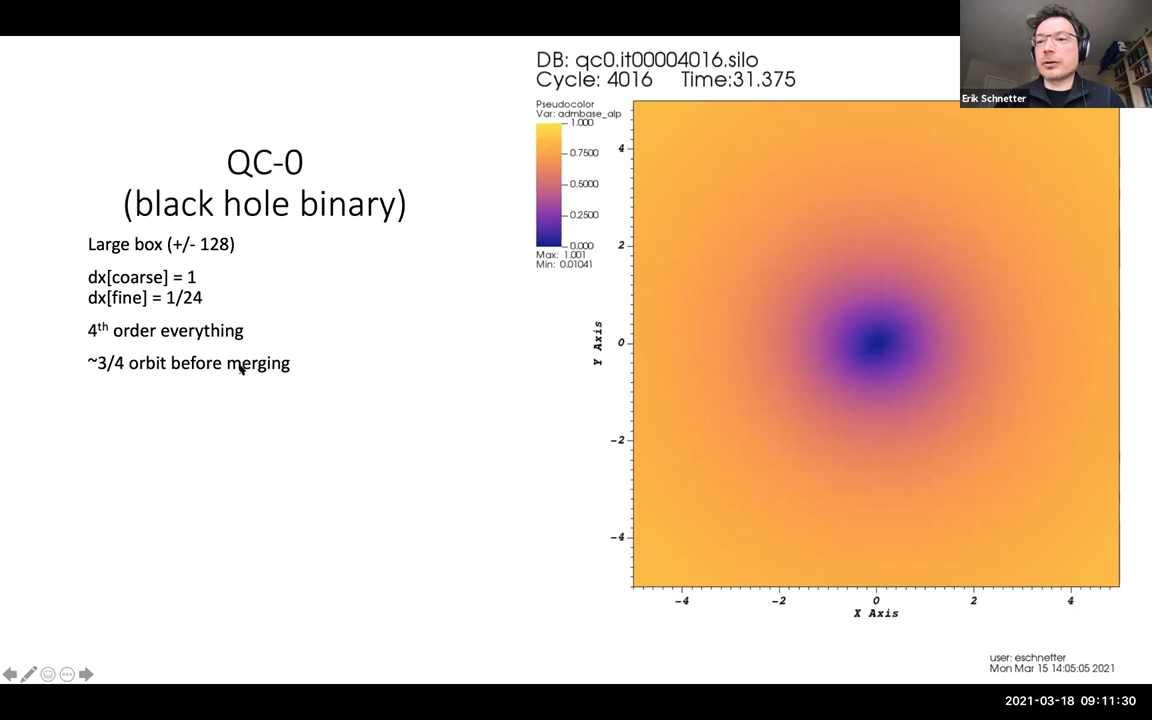 DB: qc0.it00004016.silo
Cycle: 4016 Time:31.375
Erik Schnetter
QC-0
(black hole binary)
Large box (+/- 128)
dx[coarse] = 1
dx[fine] = 1/24
4th order everything
~3/4 orbit before merging
Pseudocolor
Var: admbase_alp
1.000
0.7500
0.5000
0.2500
0.000
Max: 1.001
Min: 0.01041
Y Axis
4
2
0
-2
-4
-4
-2
0
2
4
X Axis
user: eschnetter
Mon Mar 15 14:05:05 2021
2021-03-18 09:11:30